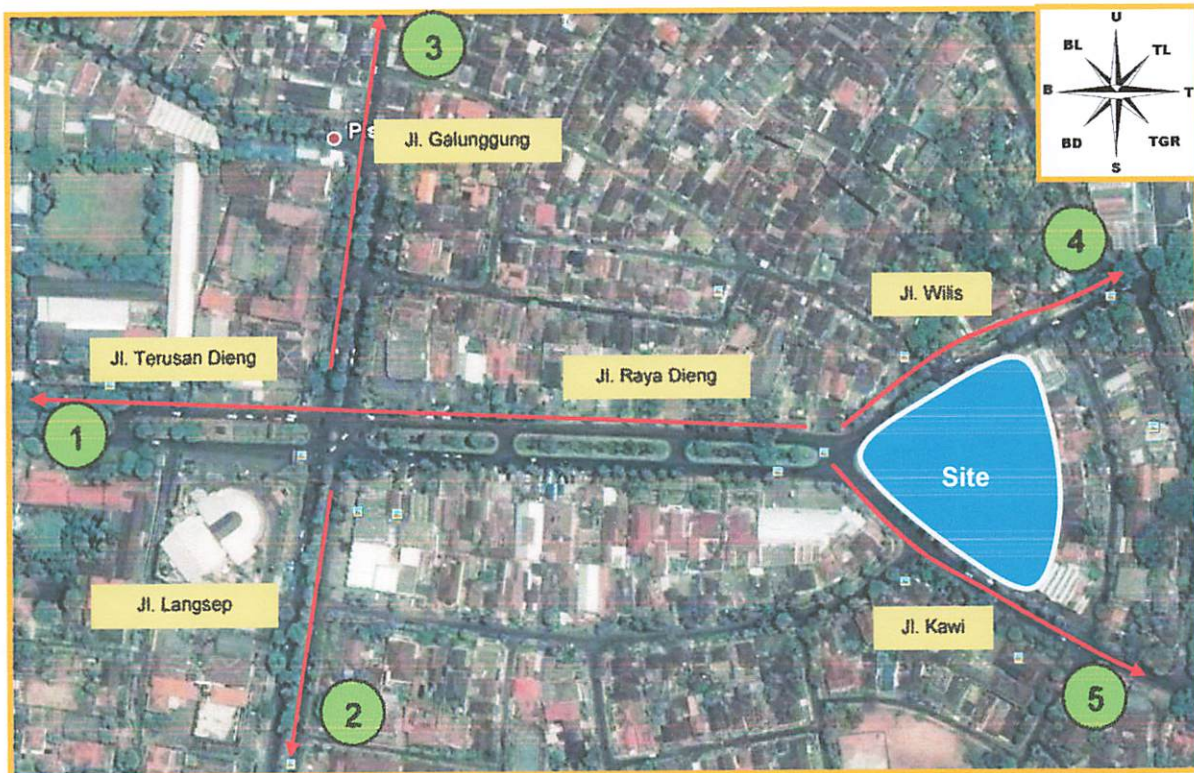 U
BL
TL
B
T
BD
TGR
S
3
P
Jl. Galunggung
4
Jl. Wilis
Jl. Terusan Dieng
Jl. Raya Dieng
1
Site
Jl. Langsep
Jl. Kawi
2
5